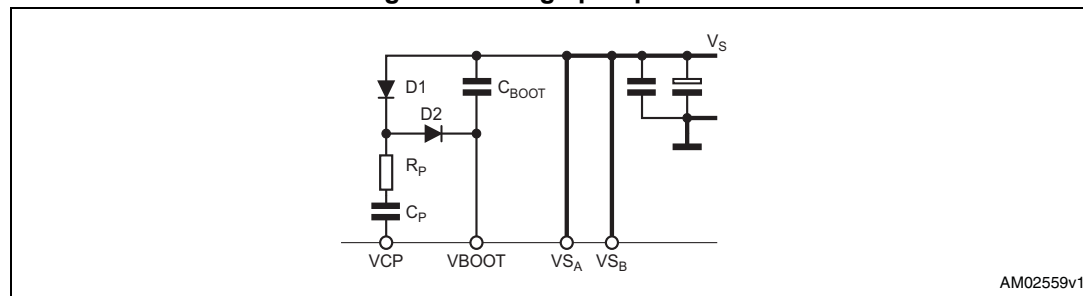 V_S
D1
C_BOOT
D2
R_P
C_P
VCP VBOOT VS_A VS_B
AM02559v1